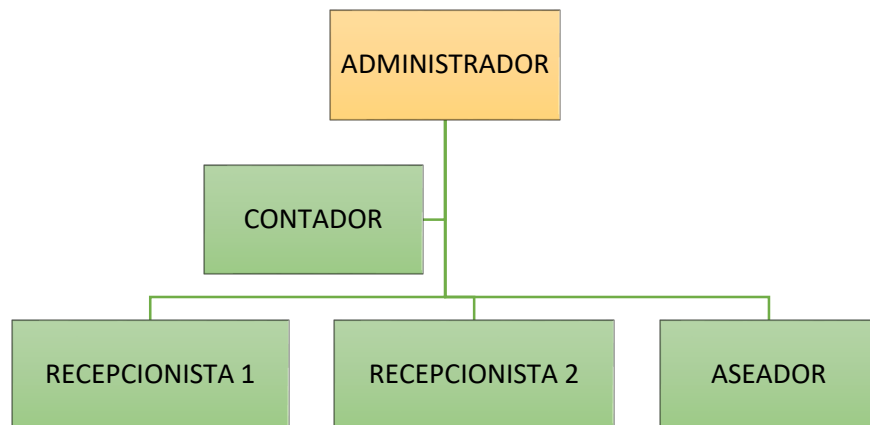 ADMINISTRADOR
CONTADOR
RECEPCIONISTA 1
RECEPCIONISTA 2
ASEADOR